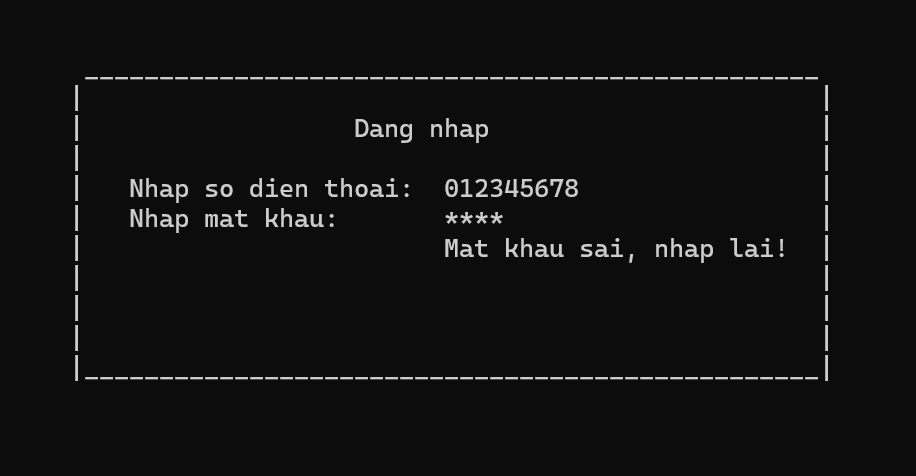 Dang nhap
Nhap so dien thoai: 012345678
Nhap mat khau: ****
Mat khau sai, nhap lai!